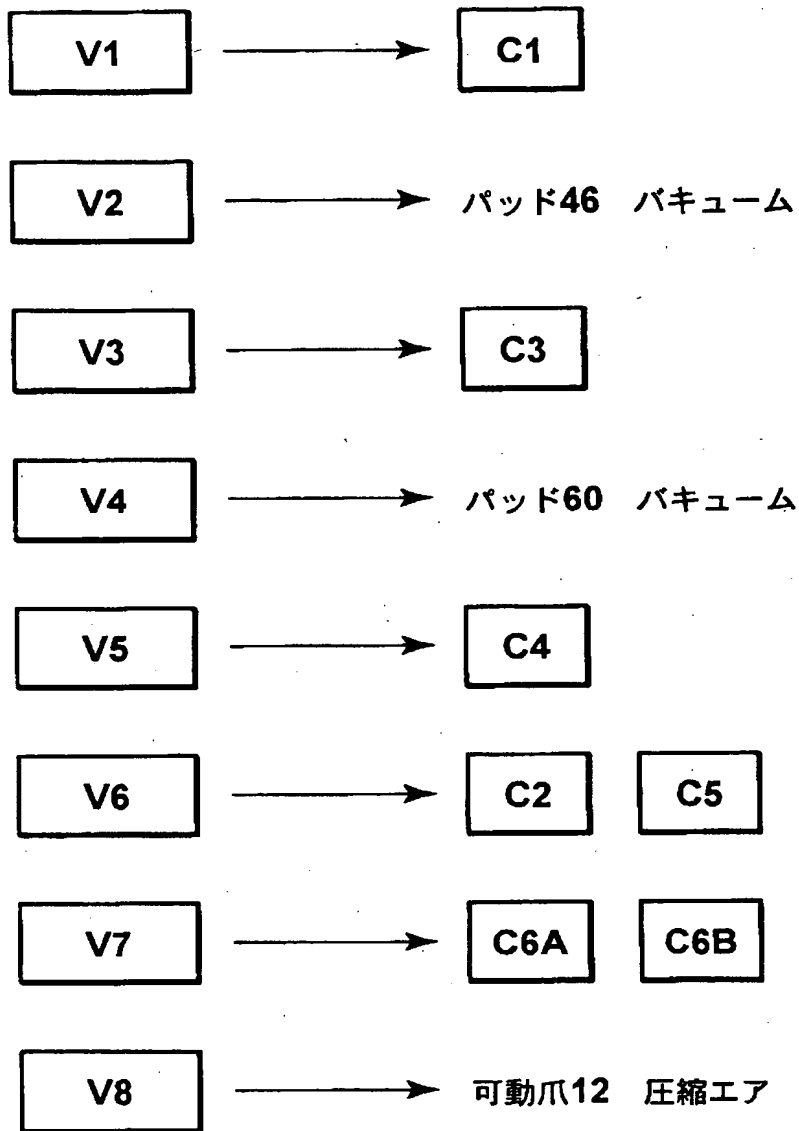 V1 C1
V2 パッド46 バキューム
V3 C3
V4 パッド60 バキューム
V5 C4
V6 C2 C5
V7 C6A C6B
V8 可動爪12 圧縮エア